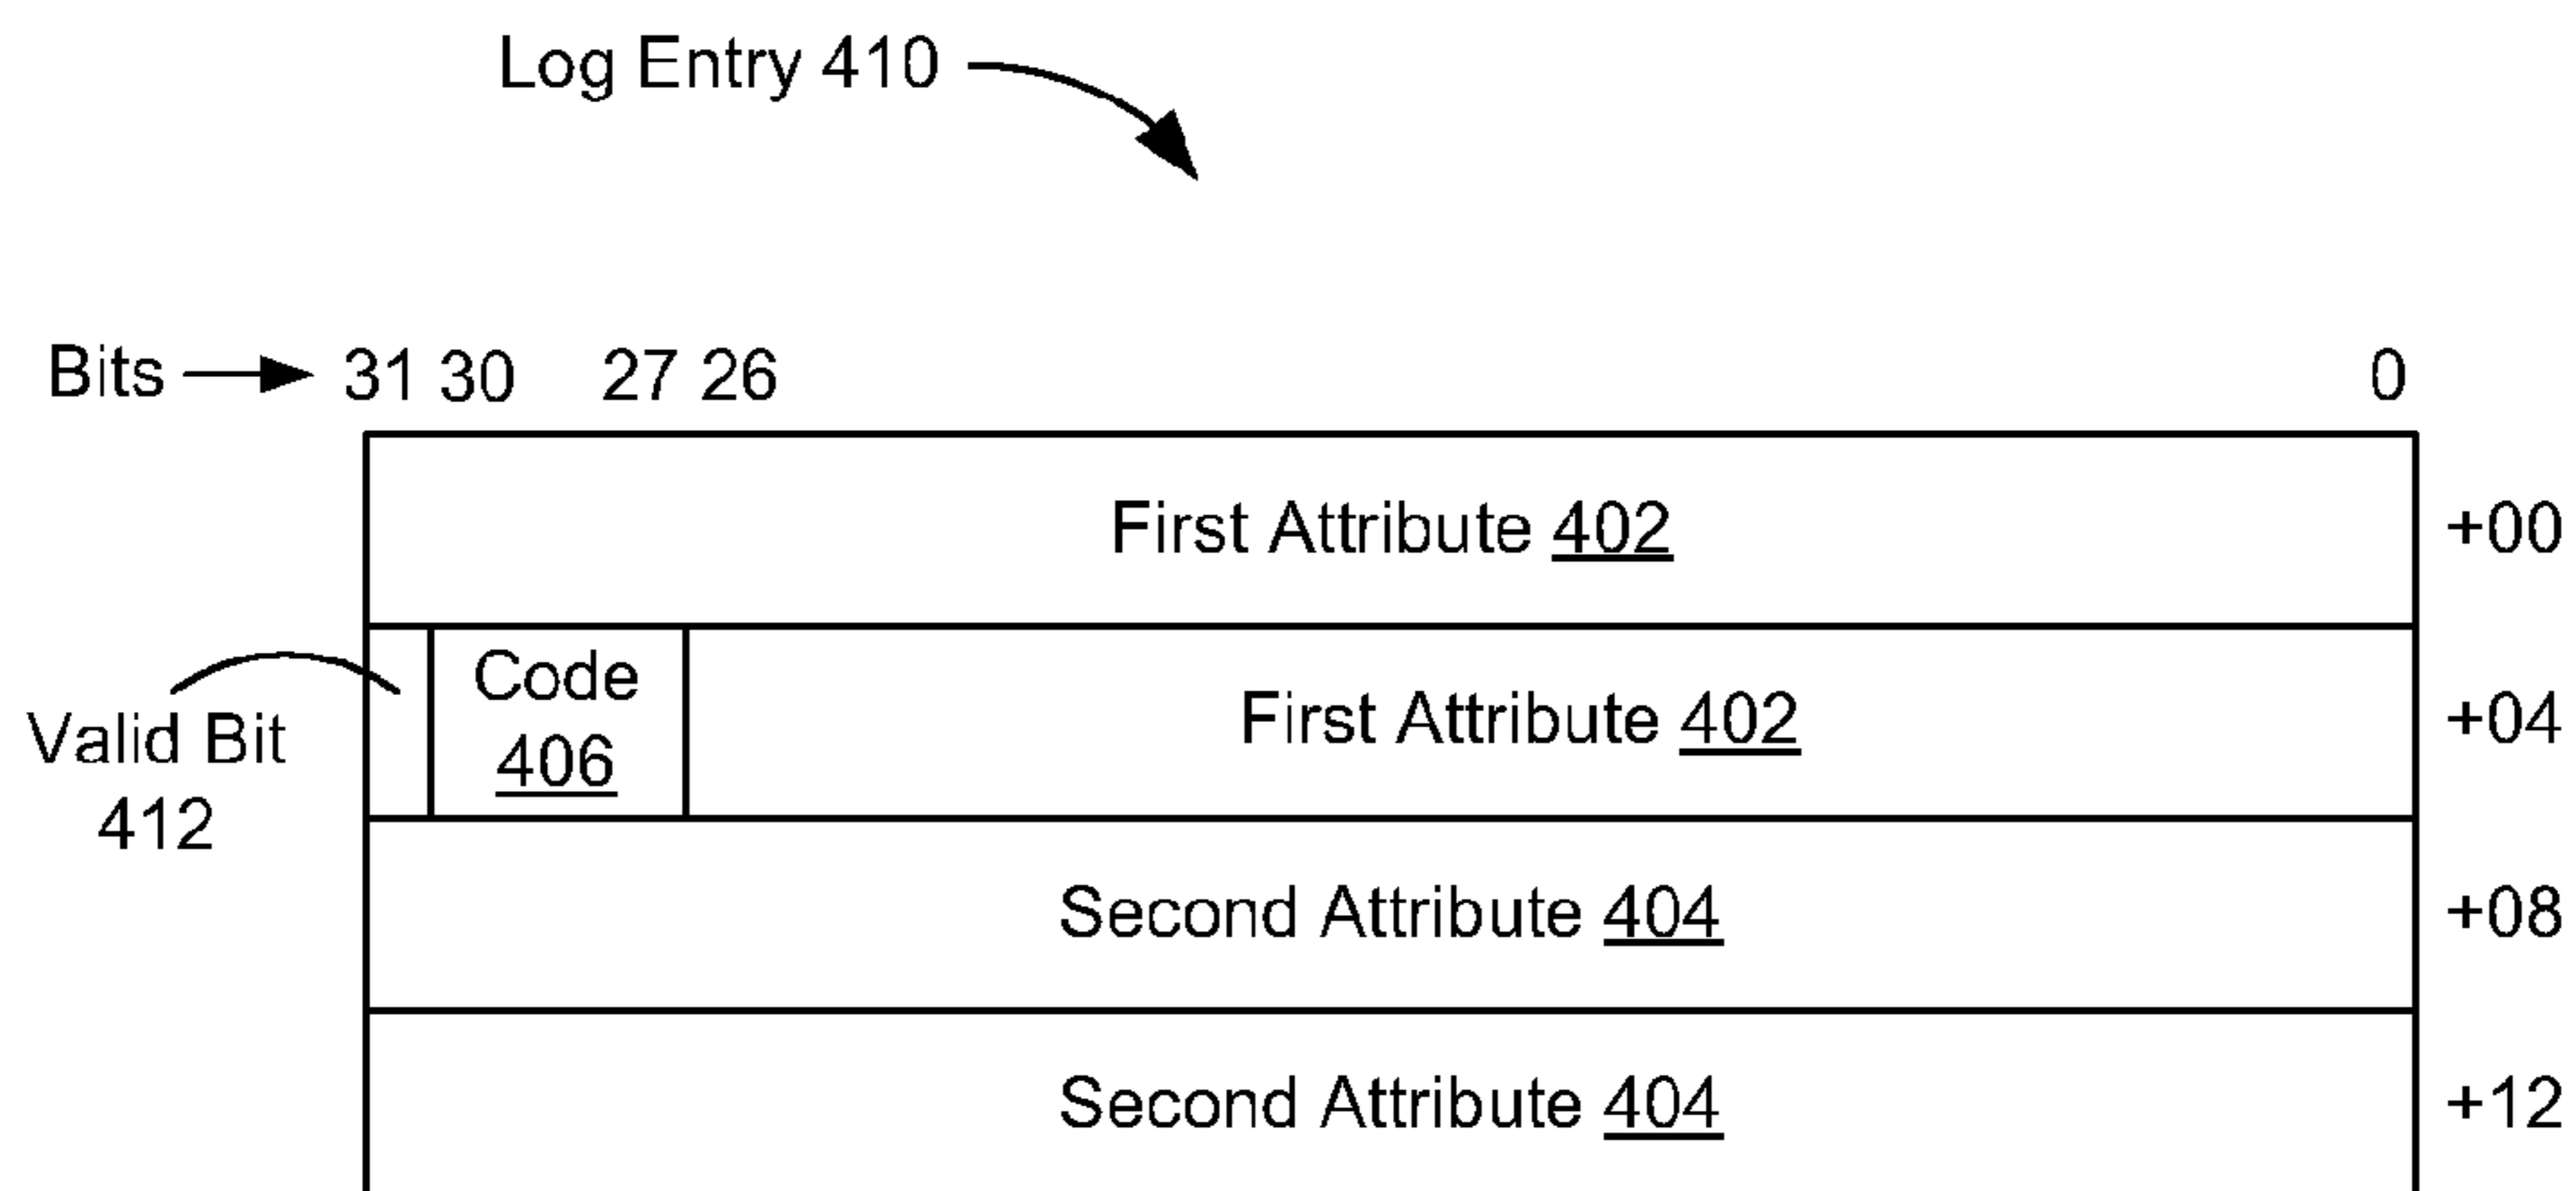 Log Entry 410
Bits 31 30 27 26 0
First Attribute 402 +00
Code
406
First Attribute 402 +04
Valid Bit
412
Second Attribute 404 +08
Second Attribute 404 +12